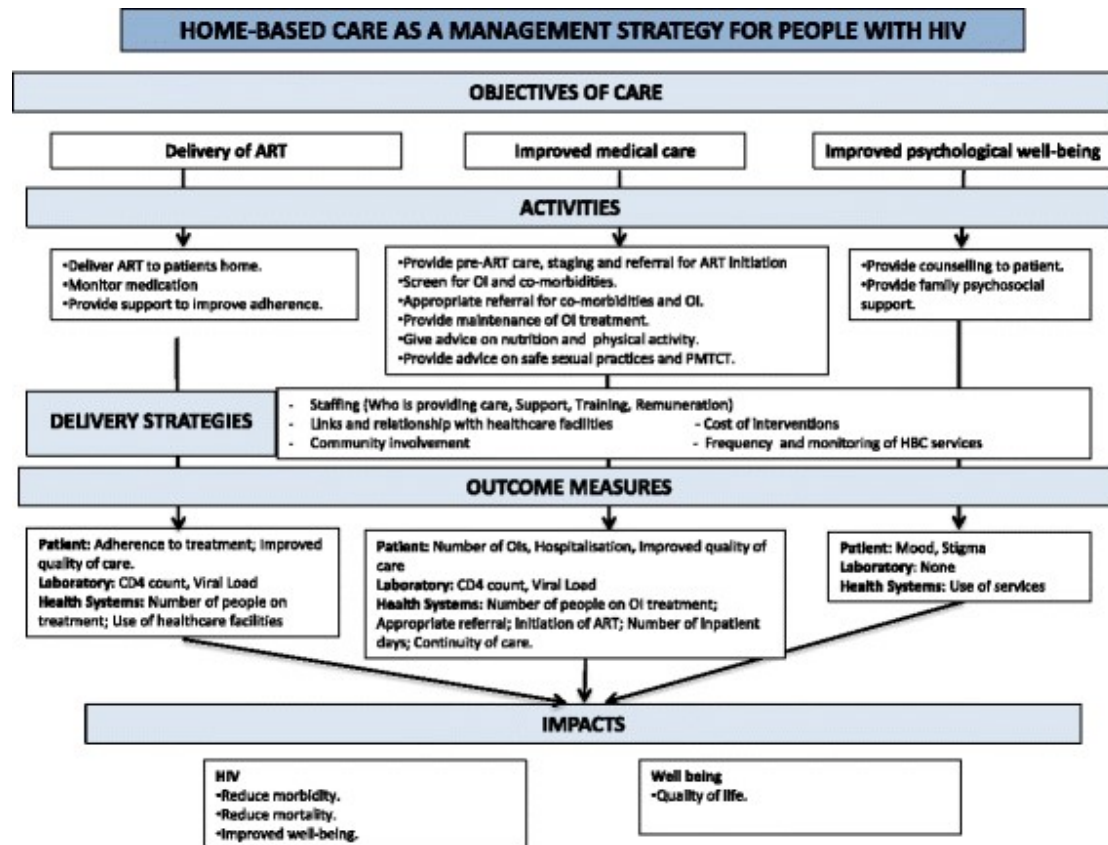 HOME-BASED CARE AS A MANAGEMENT STRATEGY FOR PEOPLE WITH HIV
OBJECTIVES OF CARE
Delivery of ART
Improved medical care
Improved psychological well-being
ACTIVITIES
•Deliver ART to patients home.
•Monitor medication
•Provide support to improve adherence.
•Provide pre-ART care, staging and referral for ART initiation
•Screen for OI and co-morbidities.
•Appropriate referral for co-morbidities and OI.
•Provide maintenance of OI treatment.
•Give advice on nutrition and physical activity.
•Provide advice on safe sexual practices and PMTCT.
•Provide counselling to patient.
•Provide family psychosocial
support.
DELIVERY STRATEGIES
- Staffing (Who is providing care, Support, Training, Remuneration)
- Links and relationship with healthcare facilities - Cost of interventions
- Community involvement - Frequency and monitoring of HBC services
OUTCOME MEASURES
Patient: Adherence to treatment; Improved
quality of care.
Laboratory: CD4 count, Viral Load
Health Systems: Number of people on
treatment; Use of healthcare facilities
Patient: Number of OIs, Hospitalisation, Improved quality of
care
Laboratory: CD4 count, Viral Load
Health Systems: Number of people on OI treatment;
Appropriate referral; Initiation of ART; Number of inpatient
days; Continuity of care.
Patient: Mood, Stigma
Laboratory: None
Health Systems: Use of services
IMPACTS
HIV
•Reduce morbidity.
•Reduce mortality.
•Improved well-being.
Well being
•Quality of life.